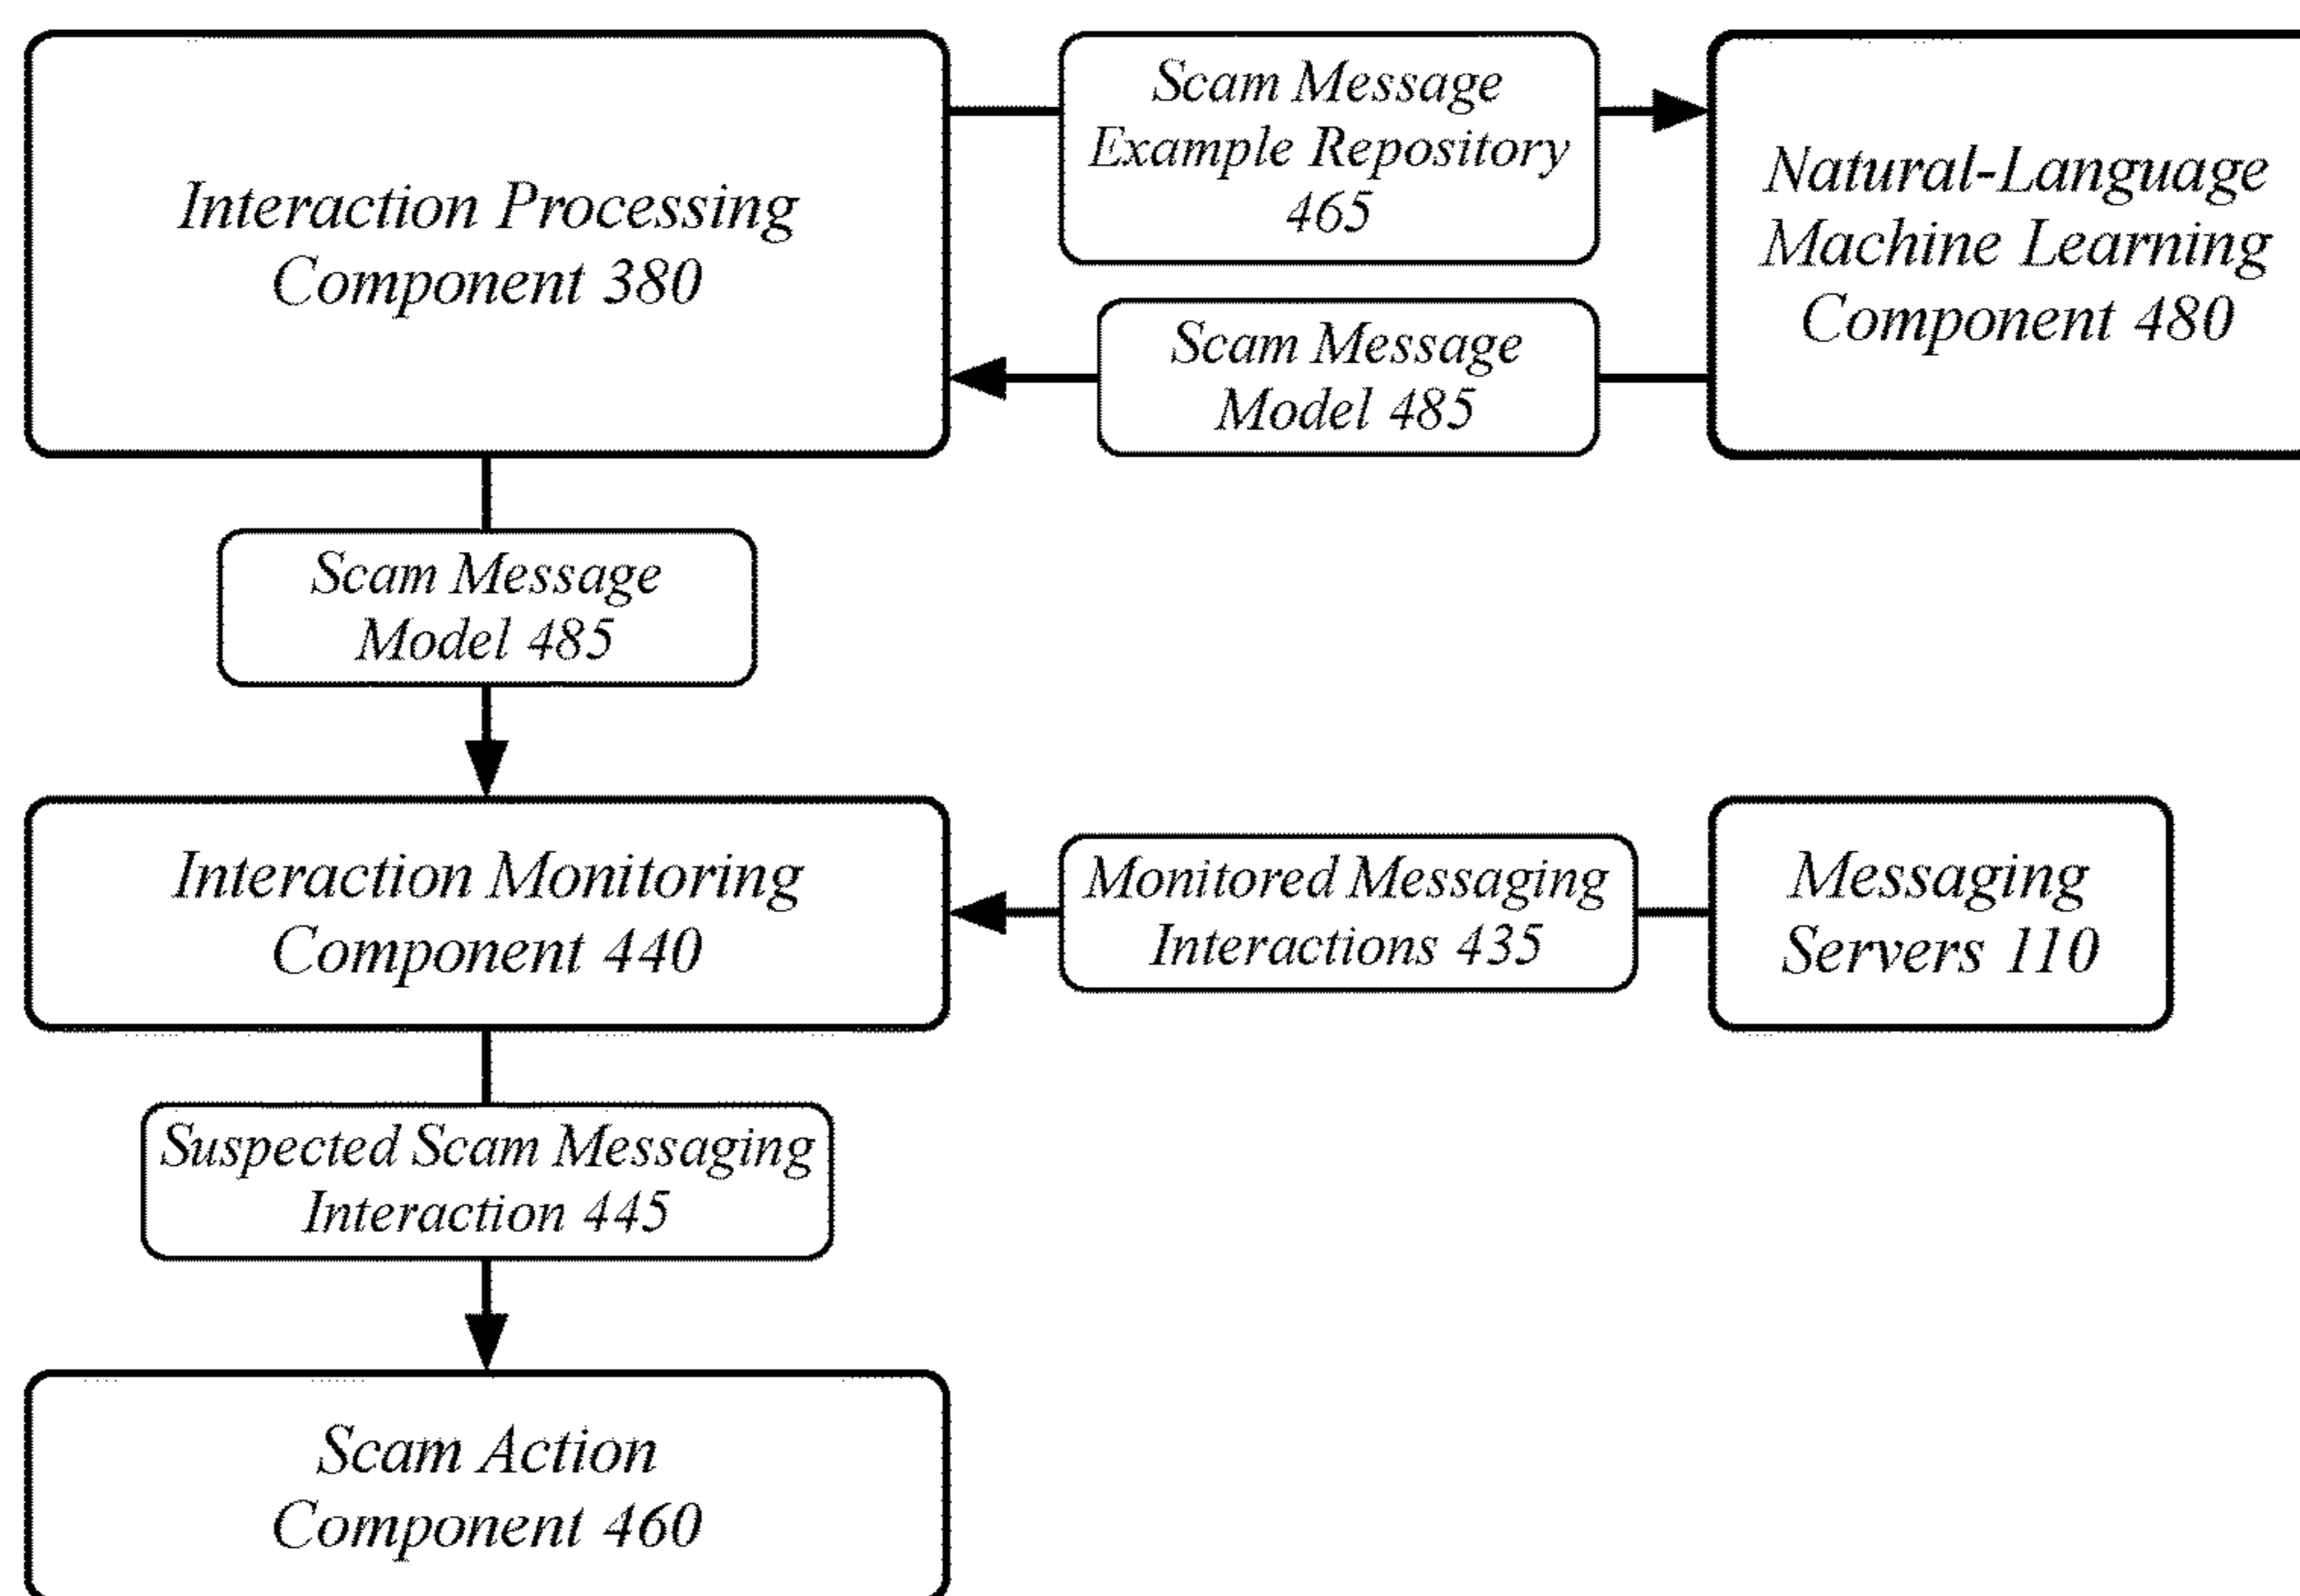 Interaction Processing
Component 380
Scam Message
Example Repository
465
Natural-Language
Machine Learning
Component 480
Scam Message
Model 485
Scam Message
Model 485
Interaction Monitoring
Component 440
Monitored Messaging
Interactions 435
Messaging
Servers 110
Suspected Scam Messaging
Interaction 445
Scam Action
Component 460